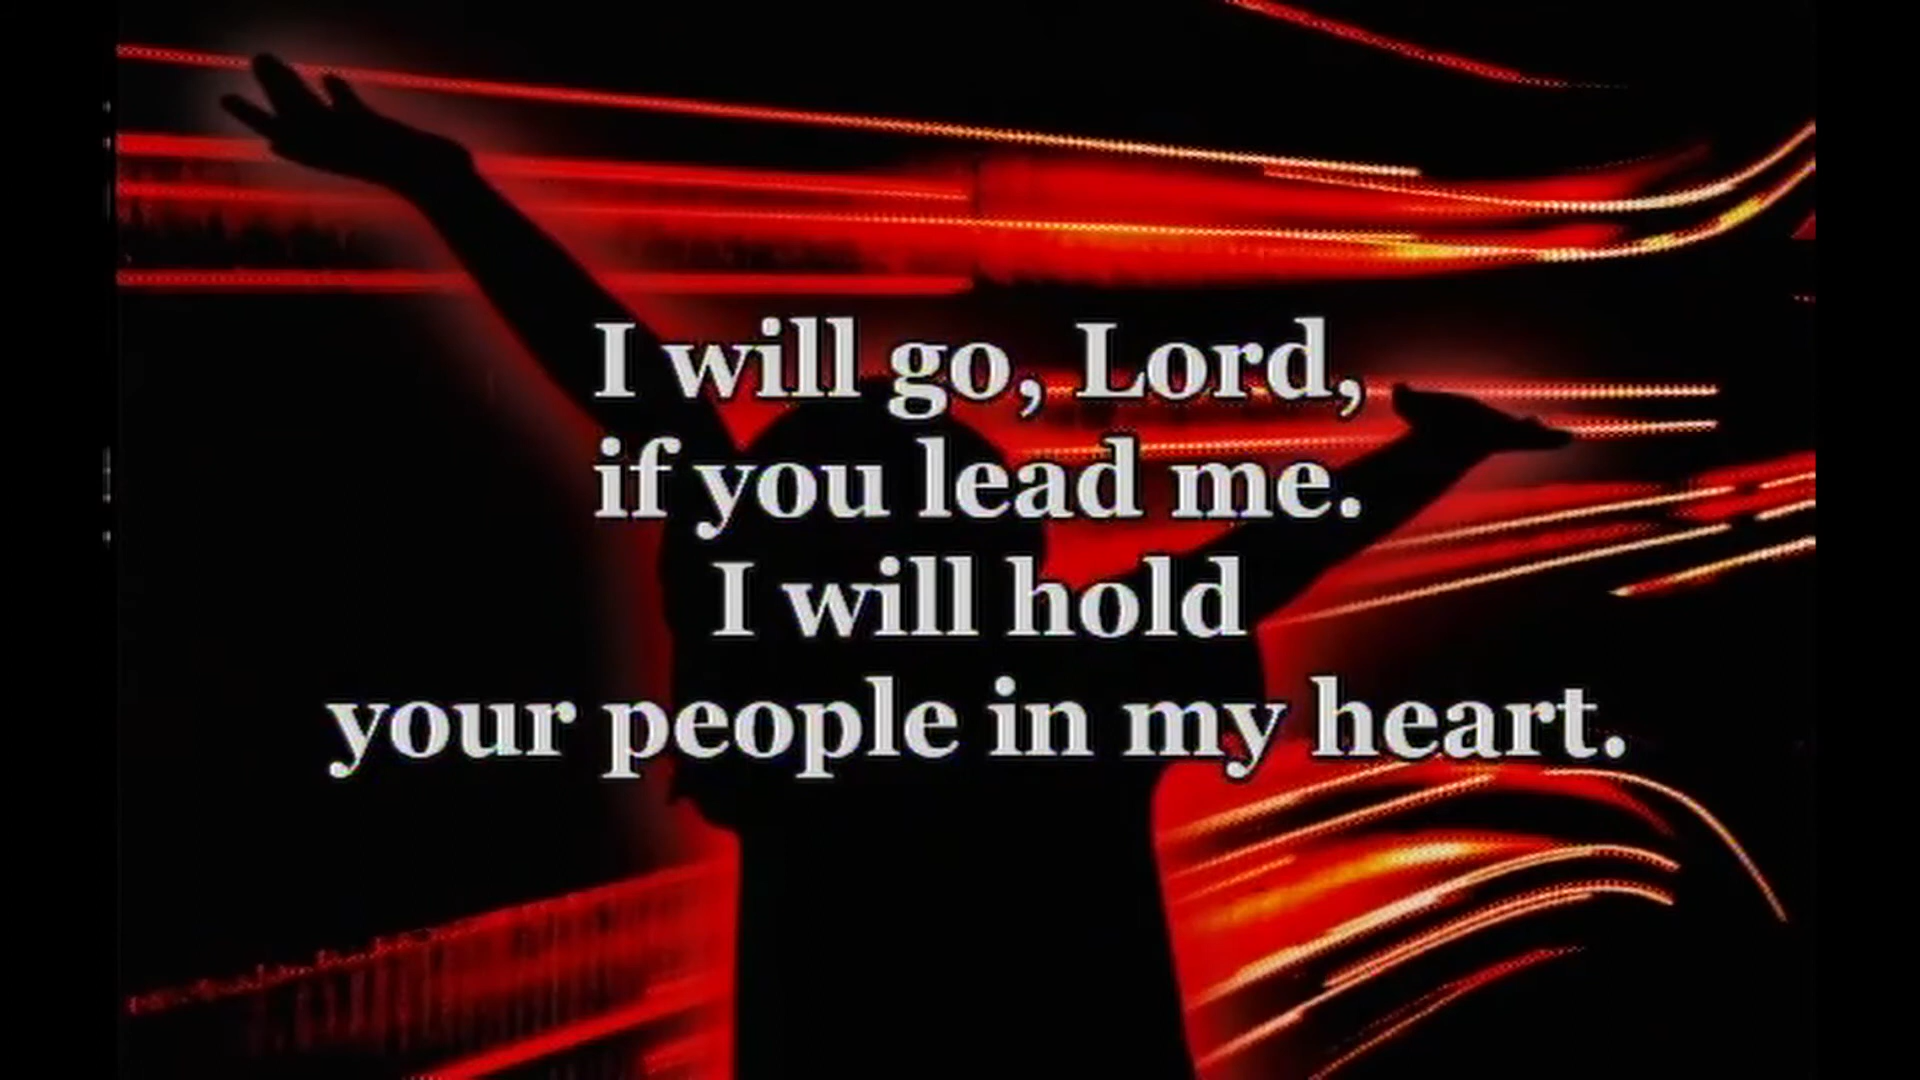 I will go, Lord,
if you lead me.
I will hold
your people in my heart.